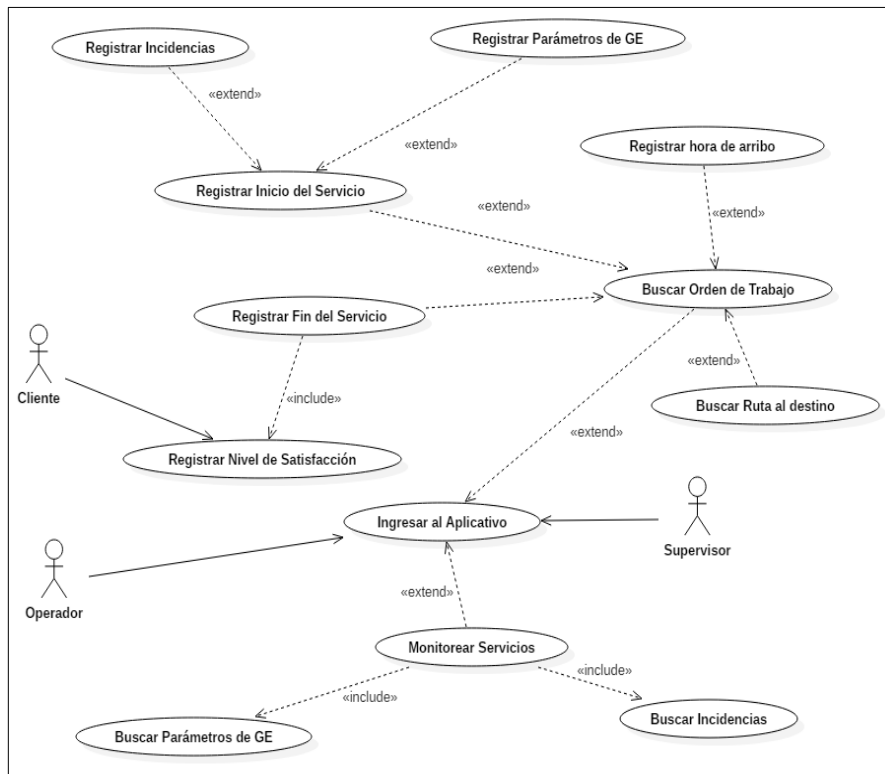 Registrar Incidencias
Registrar Parámetros de GE
«extend»
«extend»
Registrar hora de arribo
Registrar Inicio del Servicio
«extend»
«extend»
«extend»
Buscar Orden de Trabajo
Registrar Fin del Servicio
«extend»
Cliente
«include»
Buscar Ruta al destino
«extend»
Registrar Nivel de Satisfacción
Ingresar al Aplicativo
Supervisor
Operador
«extend»
Monitorear Servicios
«include»
«include»
Buscar Incidencias
Buscar Parámetros de GE